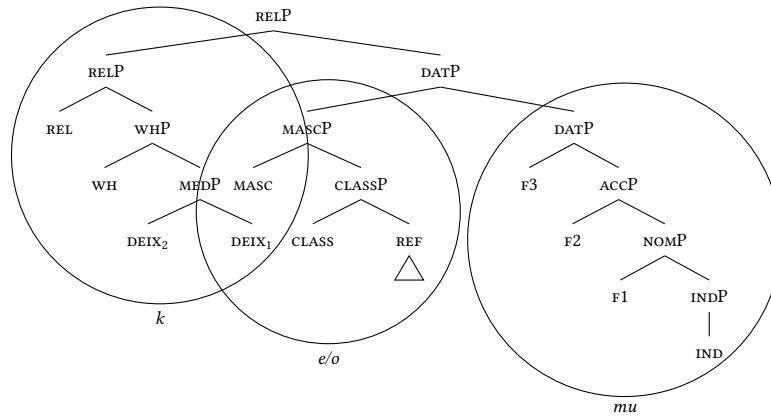 RELP
RELP DATP
REL WHP MASCP DATP
WH MEDP MASC CLASSP F3 ACCP
DEIX₂ DEIX₁ CLASS REF F2 NOMP
F1 INDP
k
e/o IND
mu